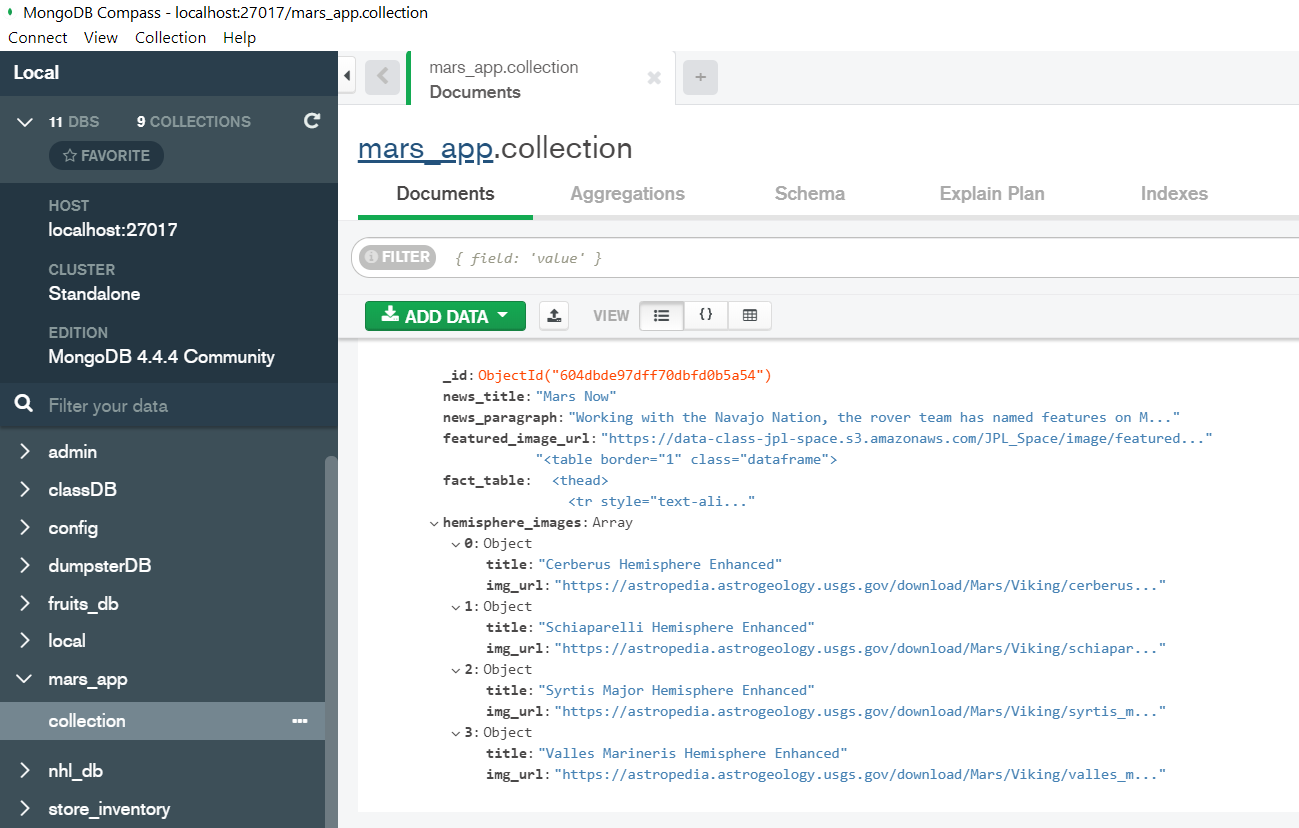 MongoDB Compass - localhost:27017/mars_app.collection
Connect View Collection Help
Local
11 DBS 9 COLLECTIONS
FAVORITE
HOST
localhost:27017
CLUSTER
Standalone
EDITION
MongoDB 4.4.4 Community
Filter your data
admin
classDB
config
dumpsterDB
fruits_db
local
mars_app
collection
nhl_db
store_inventory
mars_app.collection
Documents
mars_app.collection
Documents Aggregations Schema Explain Plan Indexes
FILTER { field: 'value' }
ADD DATA VIEW {}
_id: ObjectId("604dbde97dff70dbfd0b5a54")
news_title: "Mars Now"
news_paragraph: "Working with the Navajo Nation, the rover team has named features on M..."
featured_image_url: "https://data-class-jpl-space.s3.amazonaws.com/JPL_Space/image/featured..."
"<table border="1" class="dataframe">
fact_table: <thead>
<tr style="text-ali..."
hemisphere_images: Array
0: Object
title: "Cerberus Hemisphere Enhanced"
img_url: "https://astropedia.astrogeology.usgs.gov/download/Mars/Viking/cerberus..."
1: Object
title: "Schiaparelli Hemisphere Enhanced"
img_url: "https://astropedia.astrogeology.usgs.gov/download/Mars/Viking/schiapar..."
2: Object
title: "Syrtis Major Hemisphere Enhanced"
img_url: "https://astropedia.astrogeology.usgs.gov/download/Mars/Viking/syrtis_m..."
3: Object
title: "Valles Marineris Hemisphere Enhanced"
img_url: "https://astropedia.astrogeology.usgs.gov/download/Mars/Viking/valles_m..."